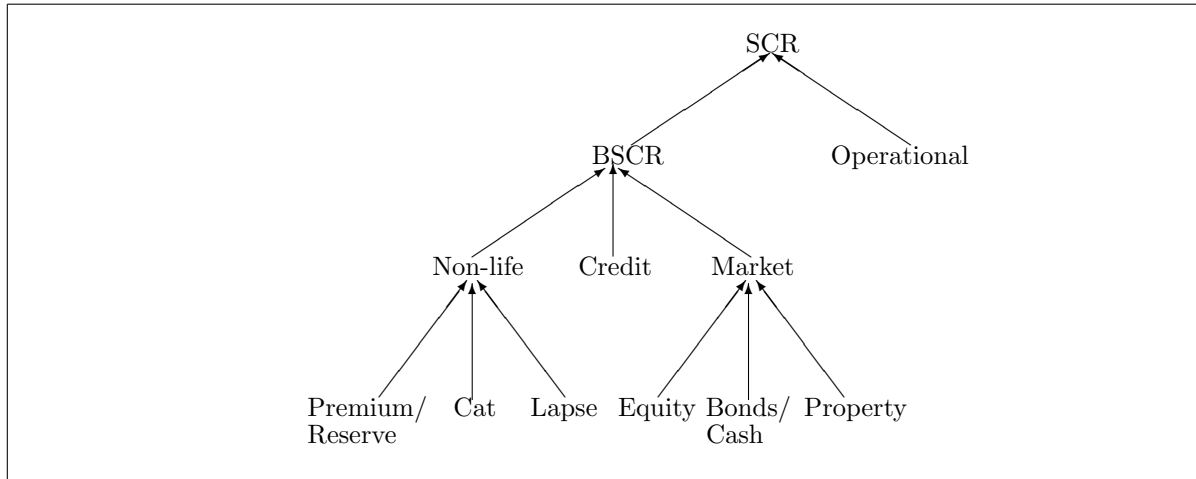 SCR
BSCR Operational
Non-life Credit Market
Premium/ Cat Lapse Equity Bonds/ Property
Reserve Cash